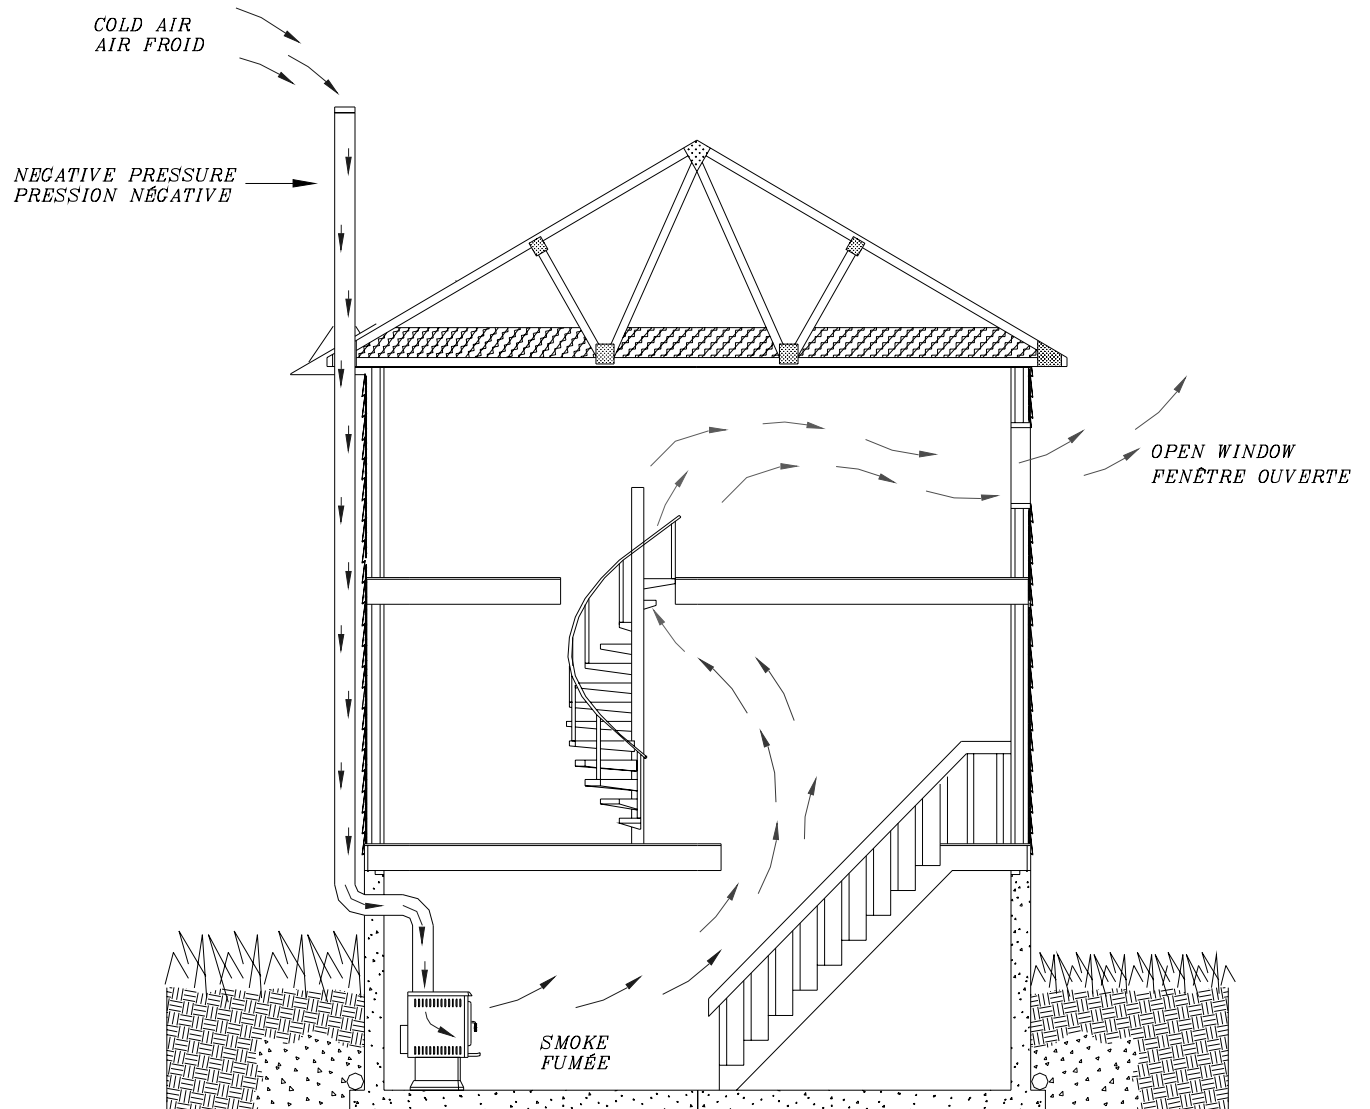 COLD AIR
AIR FROID
NEGATIVE PRESSURE
PRESSION NÉGATIVE
OPEN WINDOW
FENÊTRE OUVERTE
SMOKE
FUMÉE